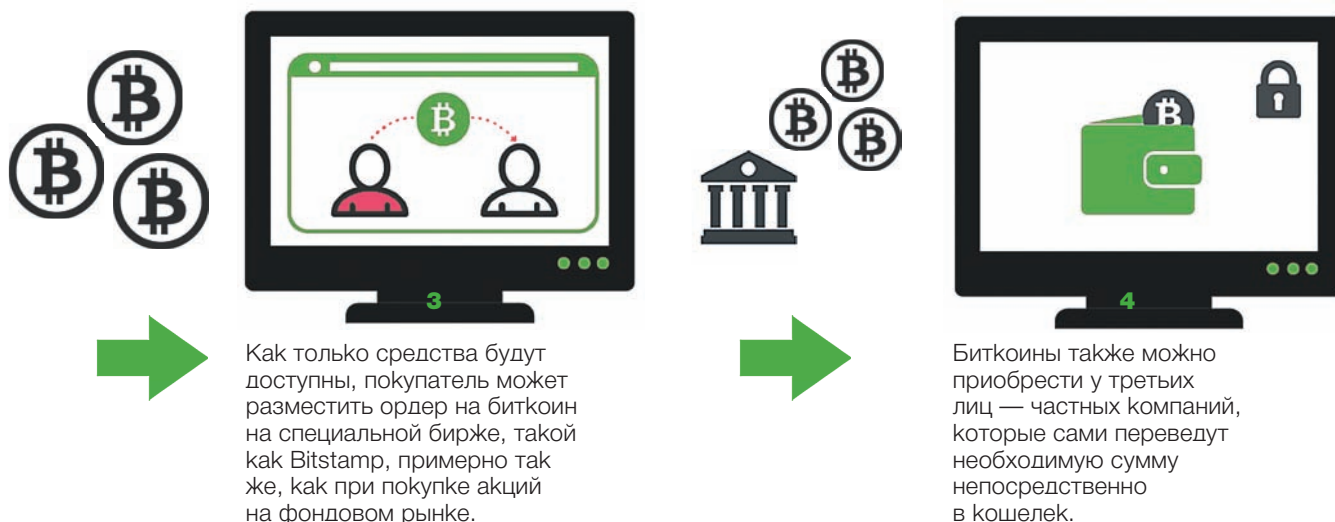 3
Как только средства будут
доступны, покупатель может
разместить ордер на биткоин
на специальной бирже, такой
как Bitstamp, примерно так
же, как при покупке акций
на фондовом рынке.
4
Биткоины также можно
приобрести у третьих
лиц — частных компаний,
которые сами переведут
необходимую сумму
непосредственно
в кошелек.